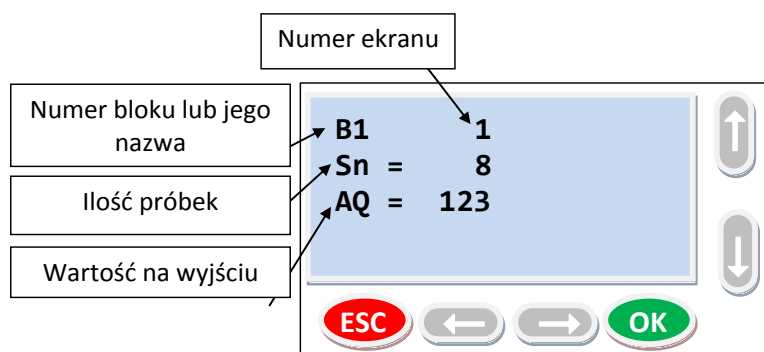 Numer ekranu
Numer bloku lub jego
nazwa
Ilość próbek
Wartość na wyjściu
B1 1
Sn = 8
AQ = 123
ESC
OK